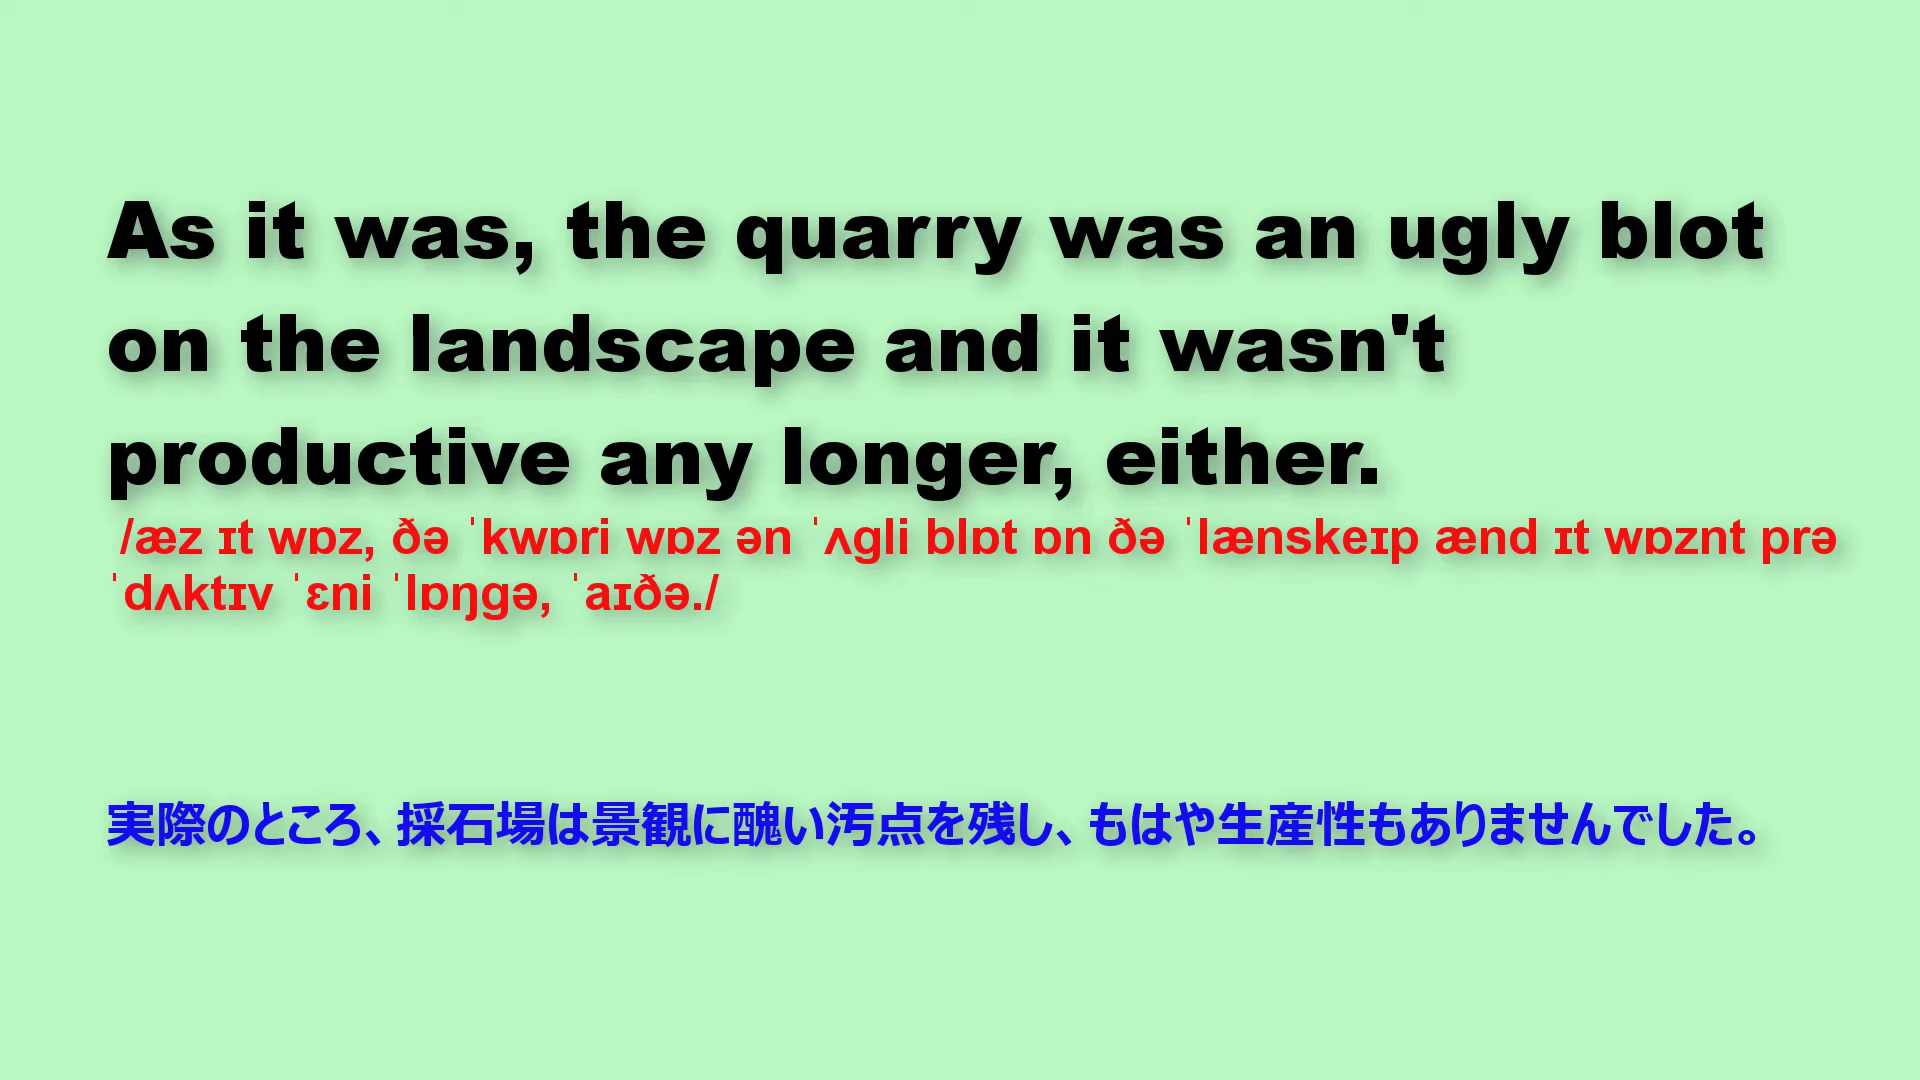 As it was, the quarry was an ugly blot
on the landscape and it wasn't
productive any longer, either.
/æz ɪt wɒz, ðə ˈkwɒri wɒz ən ˈʌgli blɒt ɒn ðə ˈlænskeɪp ænd ɪt wɒznt prə
ˈdʌktɪv ˈɛni ˈlɒŋgə, ˈaɪðə./
実際のところ、採石場は景観に醜い汚点を残し、もはや生産性もありませんでした。